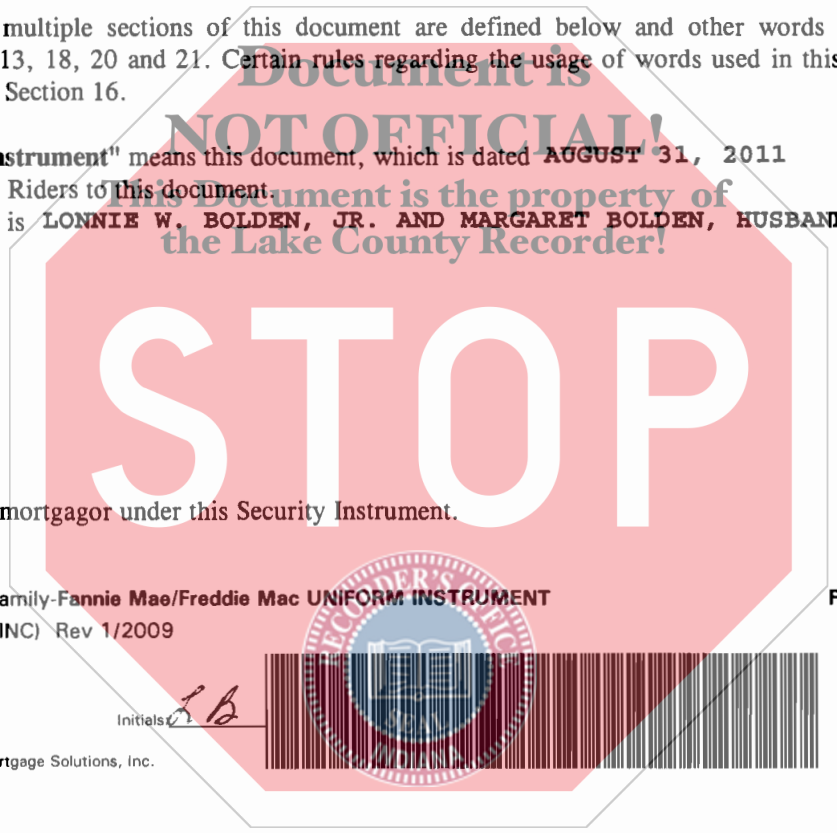 multiple sections of this document are defined below and other words
13, 18, 20 and 21. Certain rules regarding the usage of words used in this
Section 16.
Document is
NOT OFFICIAL!
strument" means this document, which is dated AUGUST 31, 2011
Riders to this document.
This Document is the property of
is LONNIE W. BOLDEN, JR. AND MARGARET BOLDEN, HUSBAND
the Lake County Recorder!
STOP
mortgagor under this Security Instrument.
amily-Fannie Mae/Freddie Mac UNIFORM INSTRUMENT
INC) Rev 1/2009
RECORDER'S OFFICE
SEAL
INDIANA
Initials: LB
rtgage Solutions, Inc.